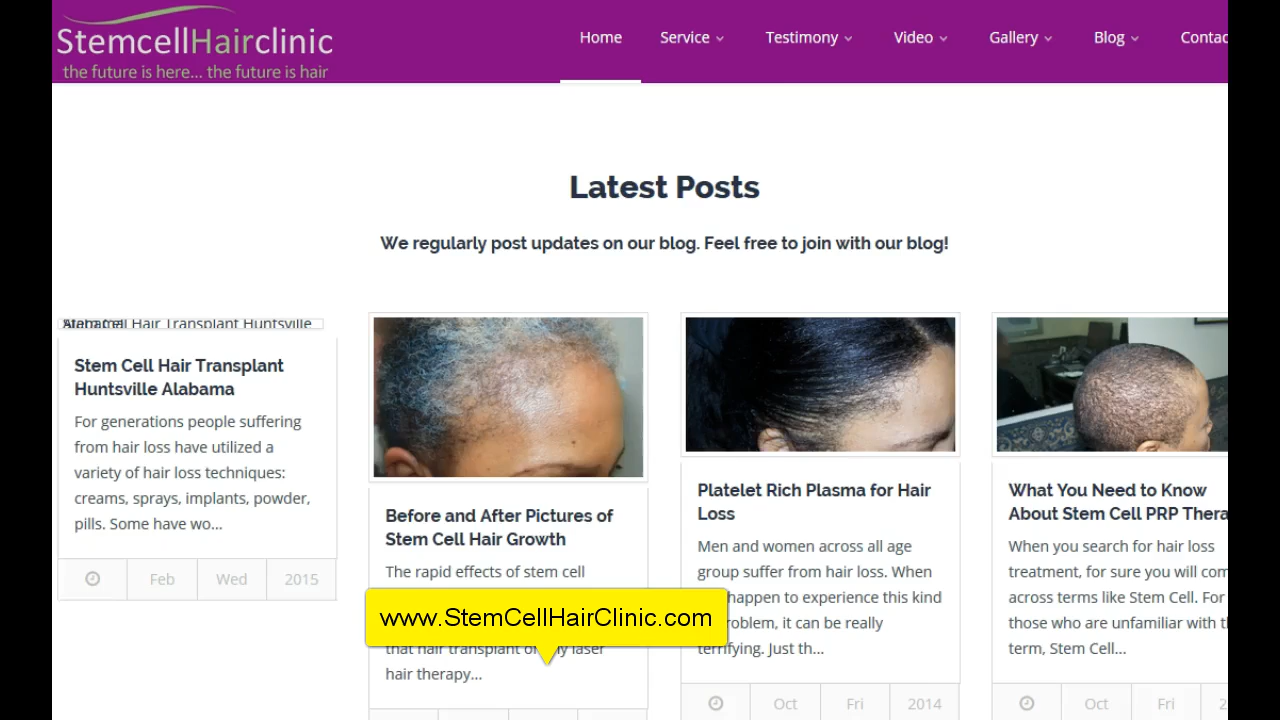 StemcellHairclinic
the future is here... the future is hair
Home Service Testimony Video Gallery Blog Contac
Latest Posts
We regularly post updates on our blog. Feel free to join with our blog!
Hair Transplant Huntsville
Stem Cell Hair Transplant
Huntsville Alabama
For generations people suffering
from hair loss have utilized a
variety of hair loss techniques:
creams, sprays, implants, powder,
pills. Some have wo...
Feb Wed 2015
Before and After Pictures of
Stem Cell Hair Growth
The rapid effects of stem cell
www.StemCellHairClinic.com
that hair transplant or
laser
hair therapy...
Platelet Rich Plasma for Hair
Loss
Men and women across all age
group suffer from hair loss. When
happen to experience this kind
problem, it can be really
terrifying. Just th...
Oct Fri 2014
What You Need to Know
About Stem Cell PRP Thera
When you search for hair loss
treatment, for sure you will com
across terms like Stem Cell. For
those who are unfamiliar with t
term, Stem Cell...
Oct Fri 2